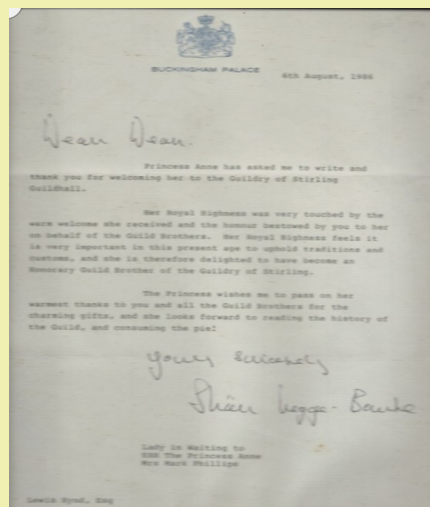 BUCKINGHAM PALACE
6th August, 1986
Dear Dean.
Princess Anne has asked me to write and
thank you for welcoming her to the Guildry of Stirling
Guildhall.
Her Royal Highness was very touched by the
warm welcome she received and the honour bestowed by you to her
on behalf of the Guild Brothers. Her Royal Highness feels it
is very important in this present age to uphold traditions and
customs, and she is therefore delighted to have become an
Honorary Guild Brother of the Guildry of Stirling.
The Princess wishes me to pass on her
warmest thanks to you and all the Guild Brothers for the
charming gifts, and she looks forward to reading the history of
the Guild, and consuming the pie!
Yours sincerely
Shân Legge-Bourke
Lady in Waiting to
HRH The Princess Anne
Mrs Mark Phillips
Lewis Hynd, Esq